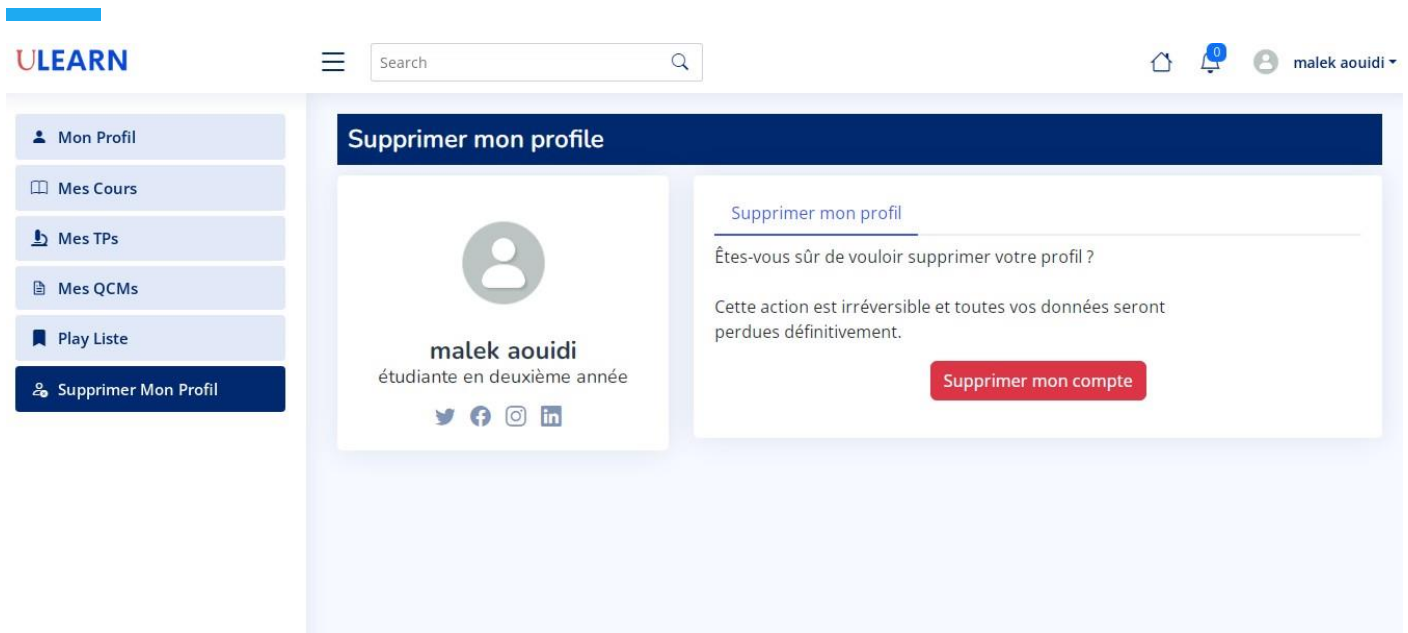 ULEARN
Search
0
malek aouidi
Mon Profil
Mes Cours
Mes TPs
Mes QCMs
Play Liste
Supprimer Mon Profil
Supprimer mon profile
malek aouidi
étudiante en deuxième année
Supprimer mon profil
Êtes-vous sûr de vouloir supprimer votre profil ?
Cette action est irréversible et toutes vos données seront
perdues définitivement.
Supprimer mon compte